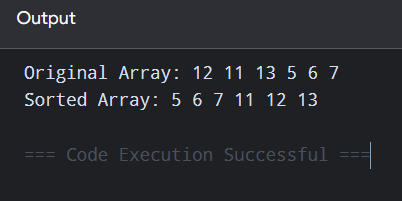 Output
Original Array: 12 11 13 5 6 7
Sorted Array: 5 6 7 11 12 13
=== Code Execution Successful ===